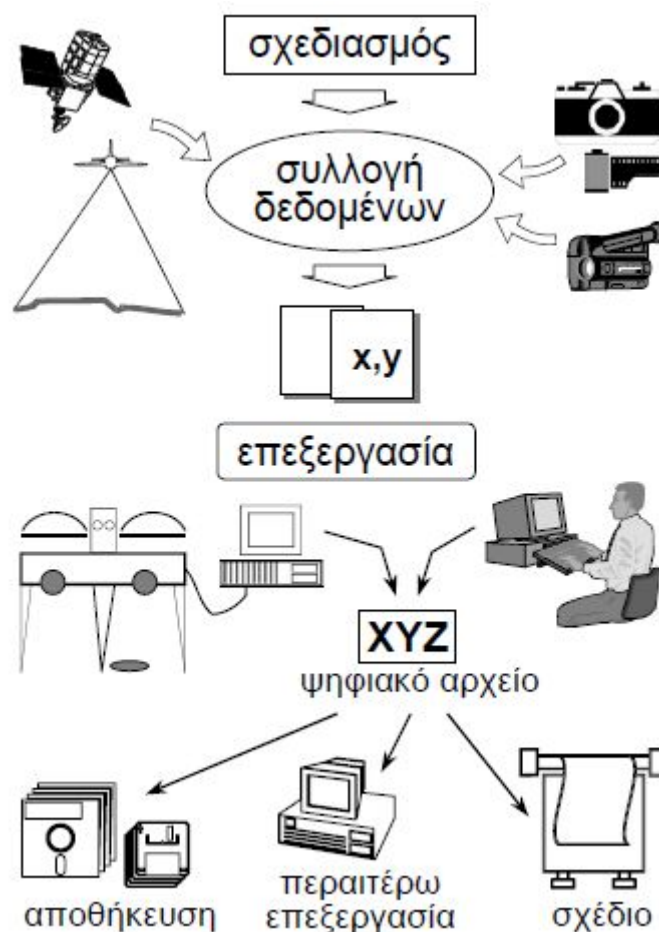 σχεδιασμός
συλλογή
δεδομένων
x,y
επεξεργασία
XYZ
ψηφιακό αρχείο
αποθήκευση
περαιτέρω
επεξεργασία
σχέδιο